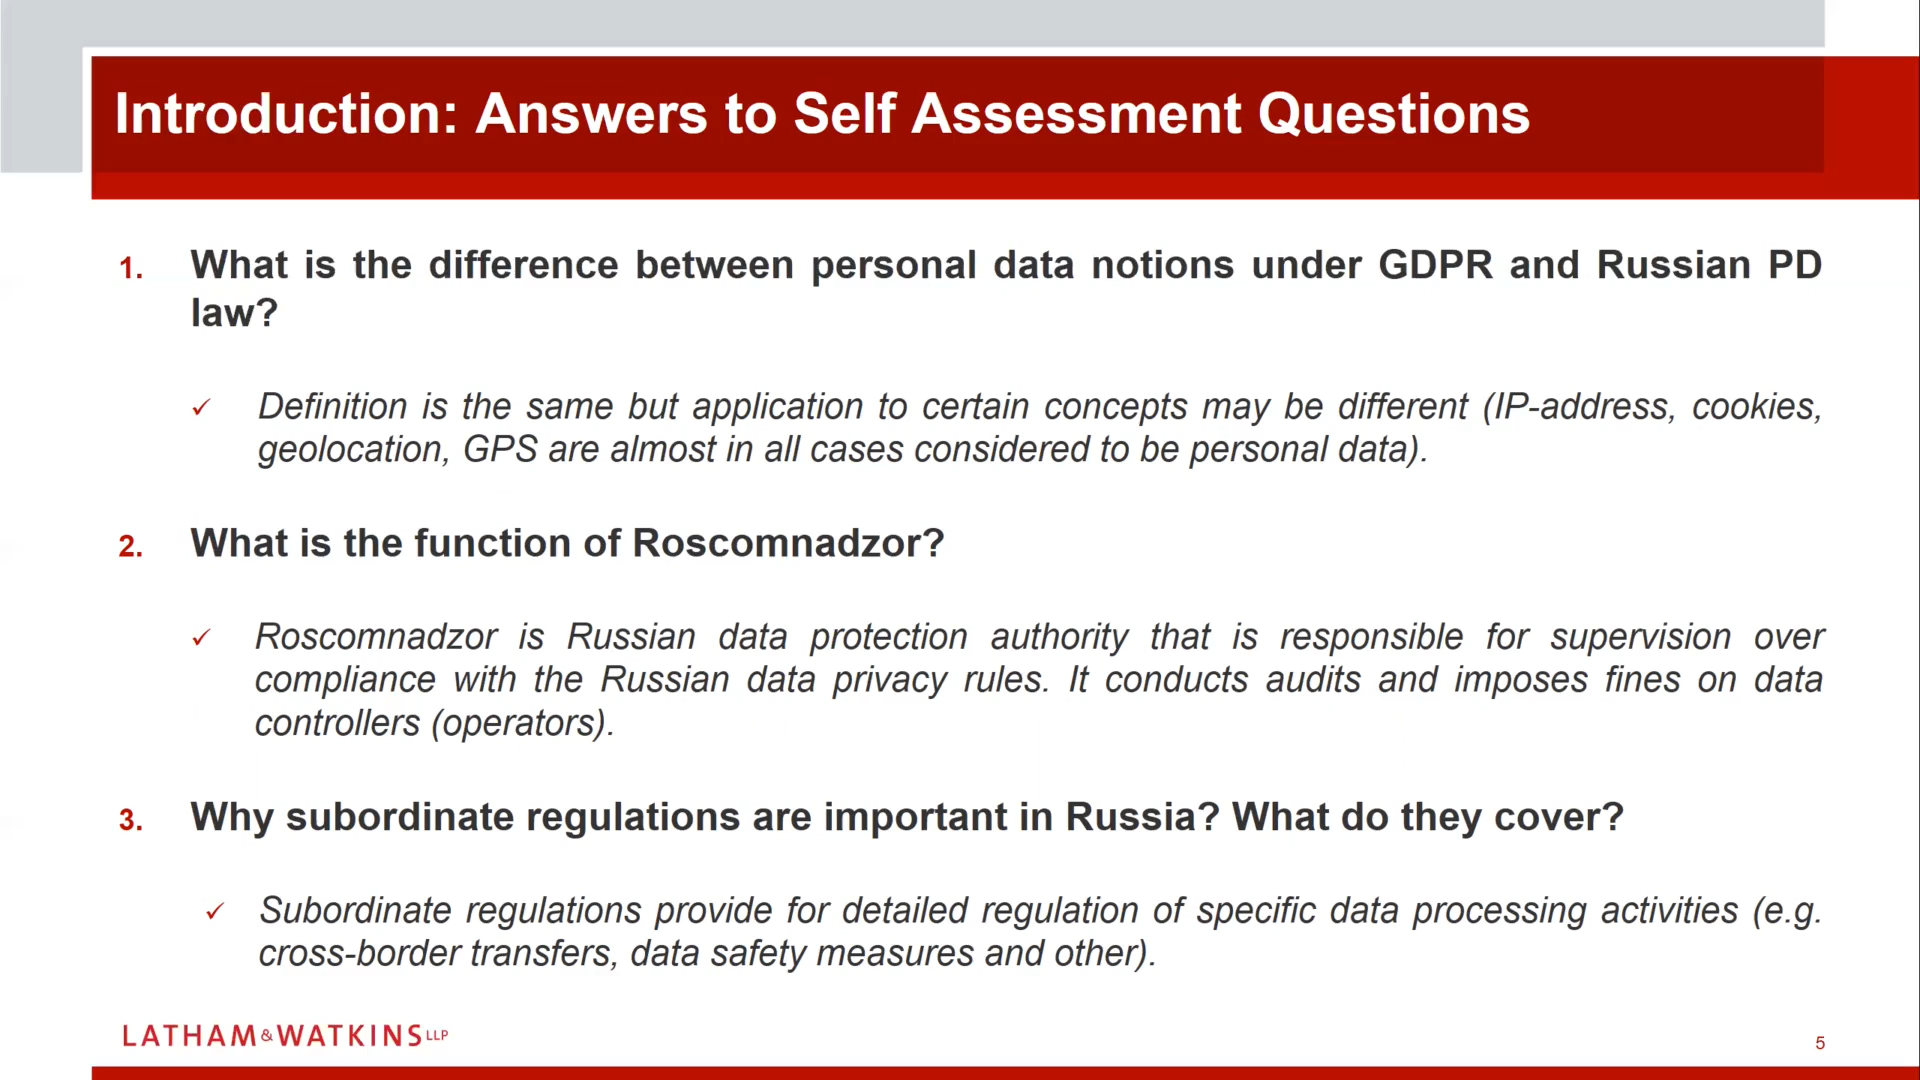 Introduction: Answers to Self Assessment Questions
1. What is the difference between personal data notions under GDPR and Russian PD
law?
✓ Definition is the same but application to certain concepts may be different (IP-address, cookies,
geolocation, GPS are almost in all cases considered to be personal data).
2. What is the function of Roscomnadzor?
✓ Roscomnadzor is Russian data protection authority that is responsible for supervision over
compliance with the Russian data privacy rules. It conducts audits and imposes fines on data
controllers (operators).
3. Why subordinate regulations are important in Russia? What do they cover?
✓ Subordinate regulations provide for detailed regulation of specific data processing activities (e.g.
cross-border transfers, data safety measures and other).
LATHAM&WATKINS LLP
5